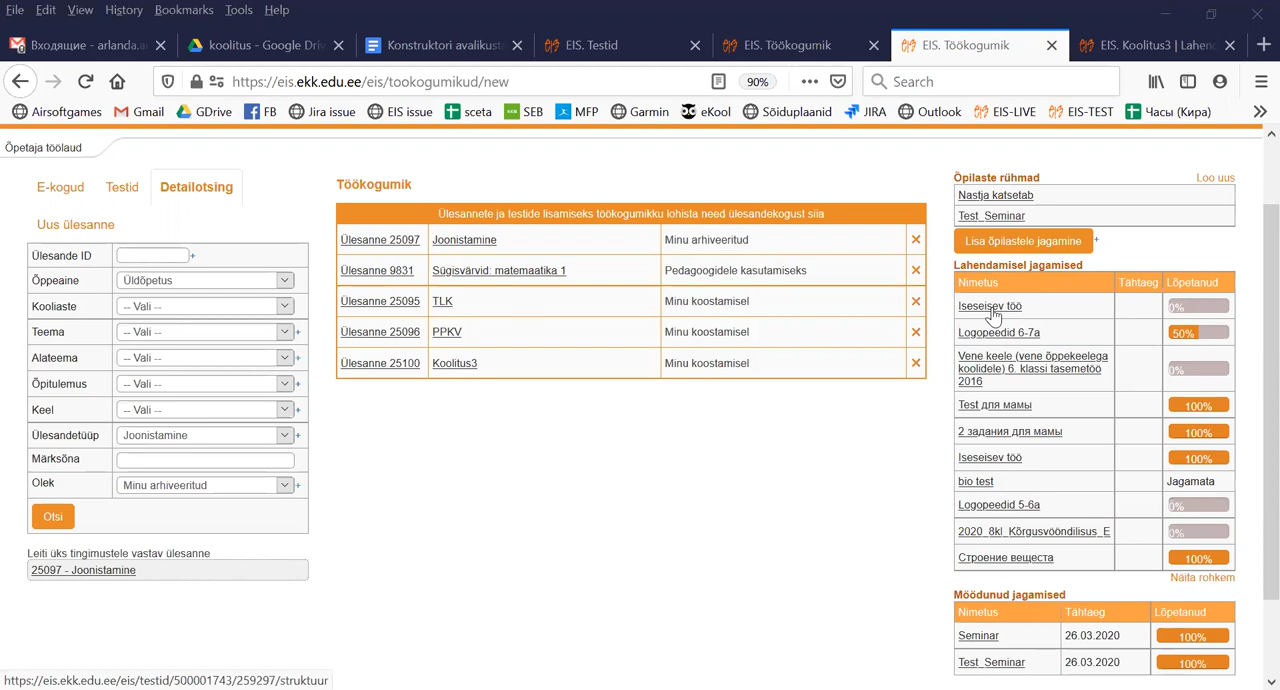 File Edit View History Bookmarks Tools Help
Входящие - arlanda.a
koolitus - Google Driv
Konstruktori avalikusta
EIS. Testid
EIS. Töökogumik
EIS. Töökogumik
EIS. Koolitus3 | Lahend
https://eis.ekk.edu.ee/eis/tookogumikud/new
90%
Search
Airsoftgames Gmail GDrive FB Jira issue EIS issue sceta SEB MFP Garmin eKool Sõiduplaanid JIRA Outlook EIS-LIVE EIS-TEST Часы (Кира)
Õpetaja töölaud
E-kogud Testid Detailotsing
Uus ülesanne
Ülesande ID +
Õppeaine Üldõpetus
Kooliaste -- Vali --
Teema -- Vali -- +
Alateema -- Vali -- +
Õpitulemus -- Vali -- +
Keel -- Vali -- +
Ülesandetüüp Joonistamine +
Märksõna
Olek Minu arhiveeritud +
Otsi
Leiti üks tingimustele vastav ülesanne
25097 - Joonistamine
Töökogumik
Ülesannete ja testide lisamiseks töökogumikku lohista need ülesandekogust siia
Ülesanne 25097 Joonistamine Minu arhiveeritud
Ülesanne 9831 Sügisvärvid: matemaatika 1 Pedagoogidele kasutamiseks
Ülesanne 25095 TLK Minu koostamisel
Ülesanne 25096 PPKV Minu koostamisel
Ülesanne 25100 Koolitus3 Minu koostamisel
Õpilaste rühmad Loo uus
Nastja katsetab
Test_Seminar
Lisa õpilastele jagamine +
Lahendamisel jagamised
Nimetus Tähtaeg Lõpetanud
Iseseisev töö 0%
Logopeedid 6-7a 50%
Vene keele (vene õppekeelega
koolidele) 6. klassi tasemetöö
2016 0%
Test для мамы 100%
2 задания для мамы 100%
Iseseisev töö 100%
bio test Jagamata
Logopeedid 5-6a 0%
2020_8kl_Kõrgusvööndilisus_E 0%
Строение вещества 100%
Näita rohkem
Möödunud jagamised
Nimetus Tähtaeg Lõpetanud
Seminar 26.03.2020 100%
Test_Seminar 26.03.2020 100%
https://eis.ekk.edu.ee/eis/testid/500001743/259297/struktuur